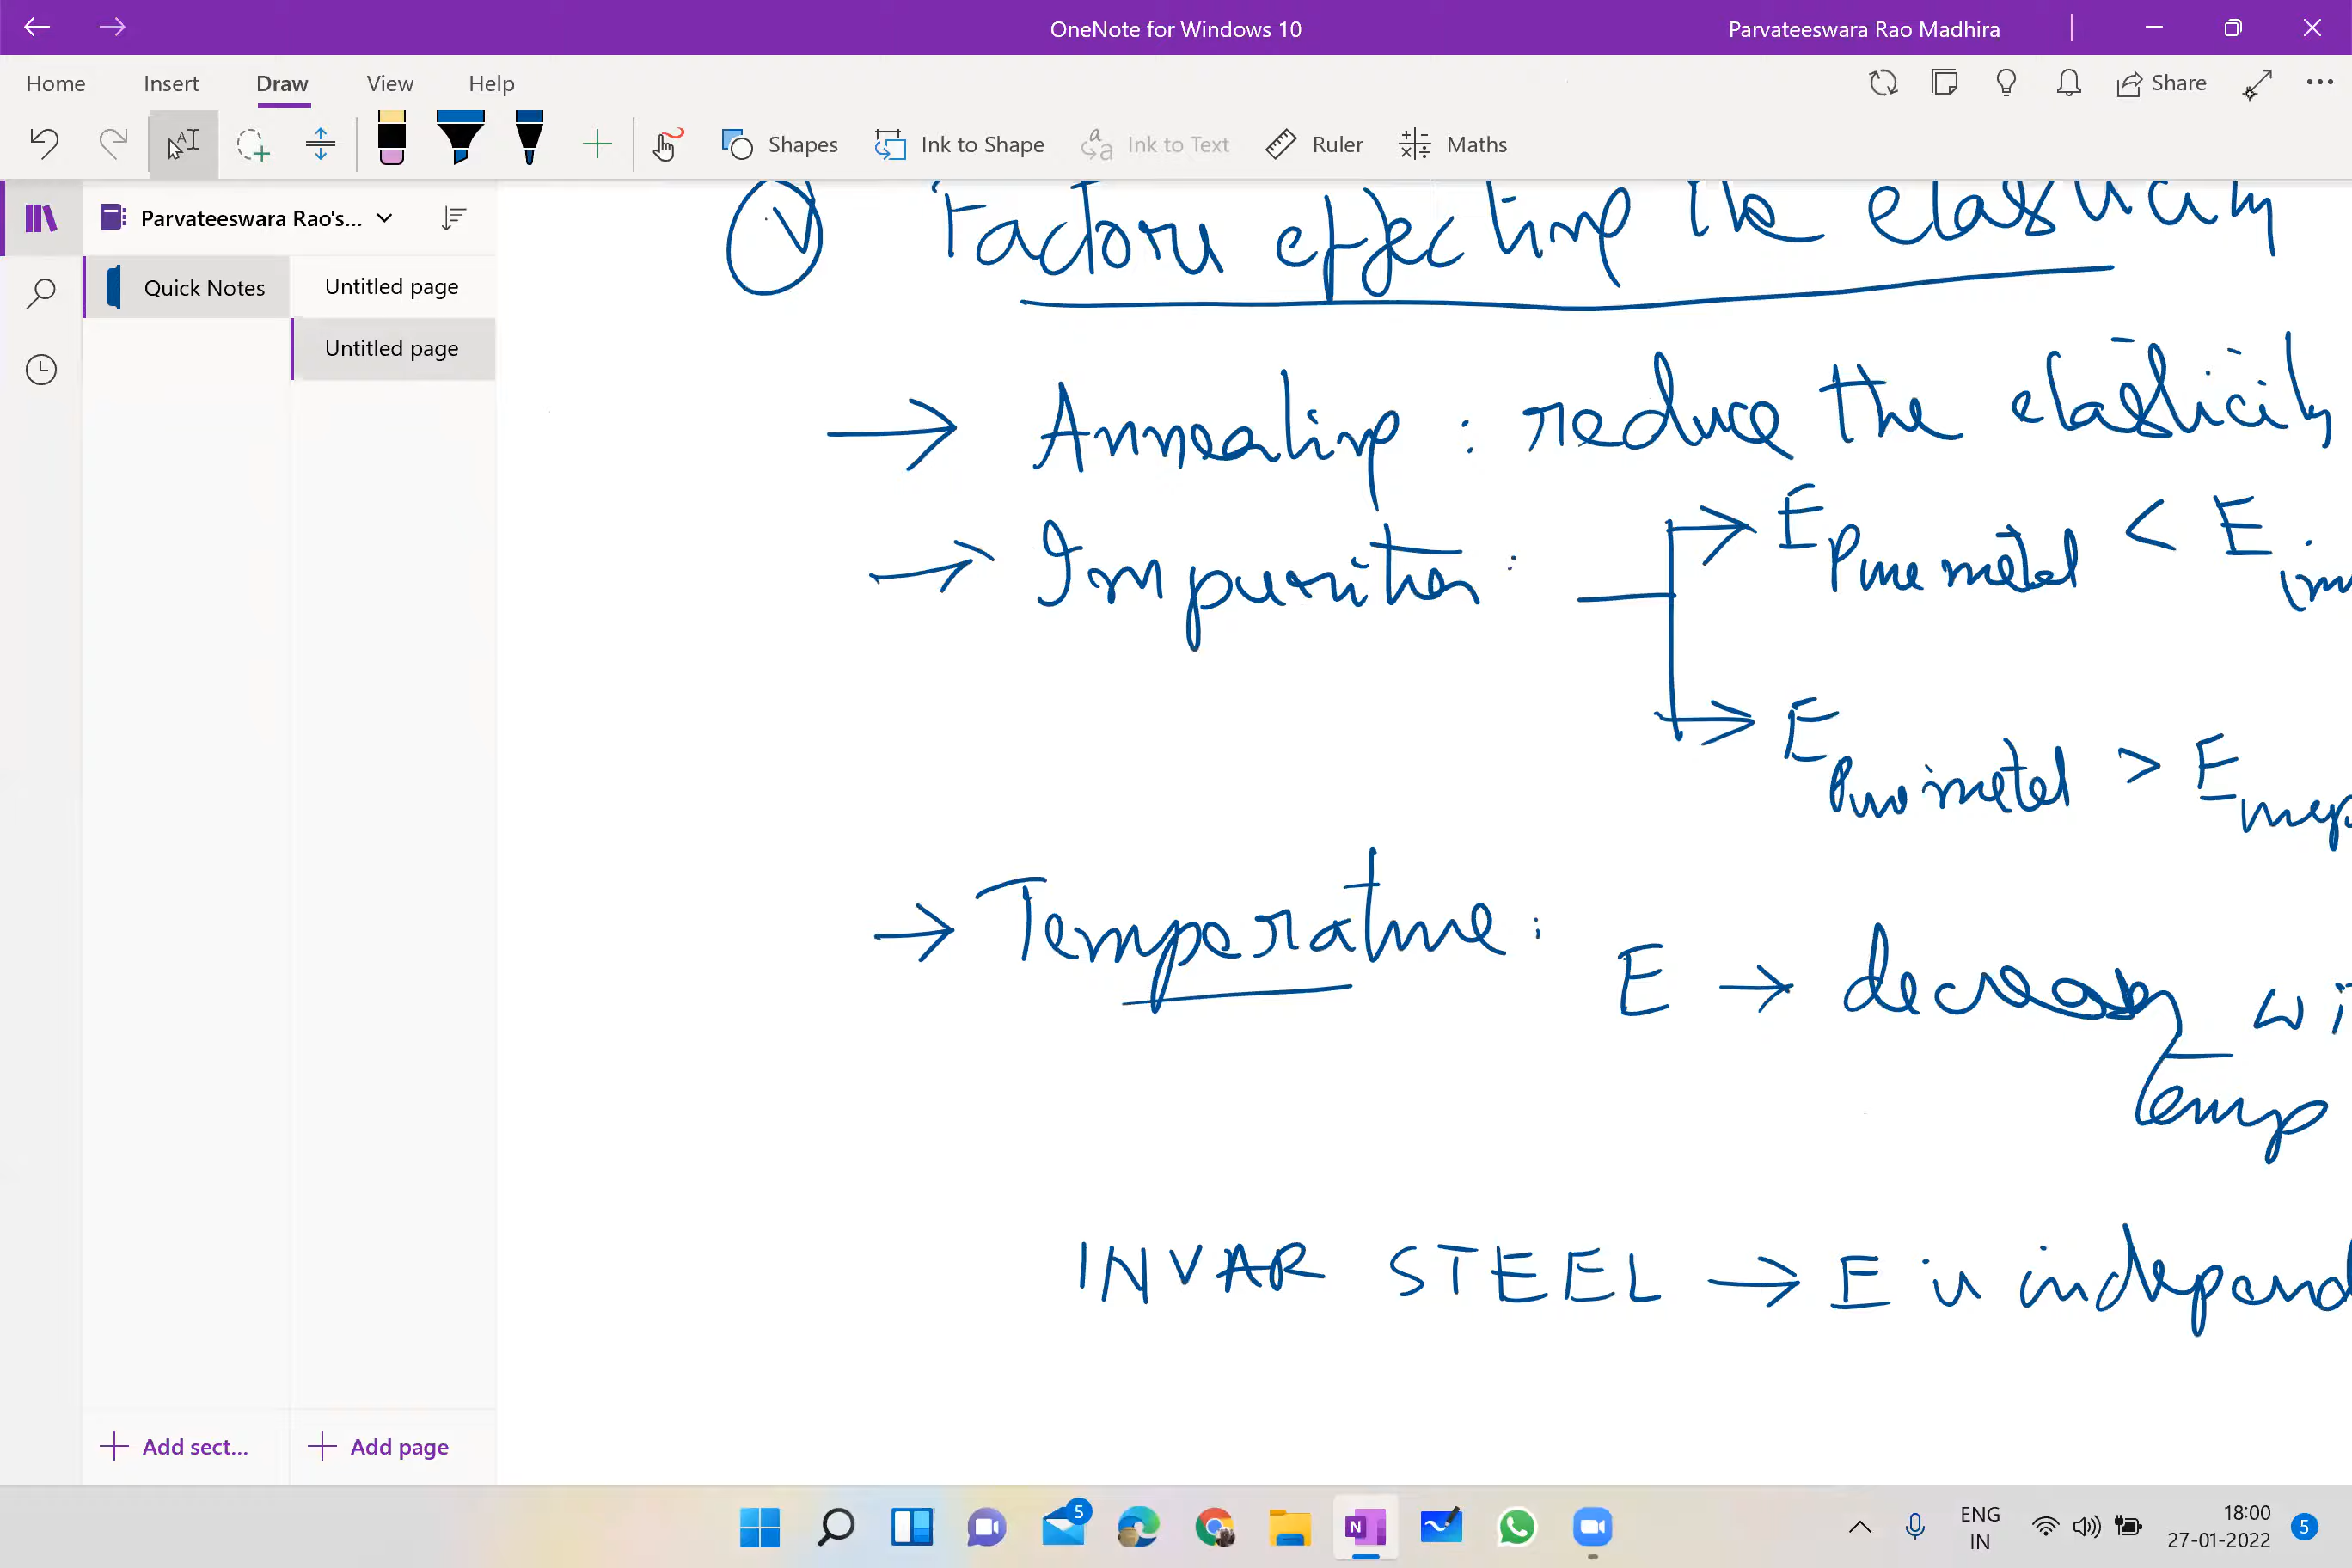 OneNote for Windows 10
Parvateeswara Rao Madhira
Home Insert Draw View Help
Share
Shapes Ink to Shape Ink to Text Ruler Maths
Parvateeswara Rao's...
Quick Notes
Untitled page
Untitled page
V Factors effecting the elasticity
→ Annealing : reduce the elasticity
→ Impurities : → E Pure metal < E im
→ E Pure metal > E
→ Temperature : E → decreases wi
Temp
INVAR STEEL → E is independ
Add sect...
Add page
5
ENG
IN
18:00
27-01-2022
5